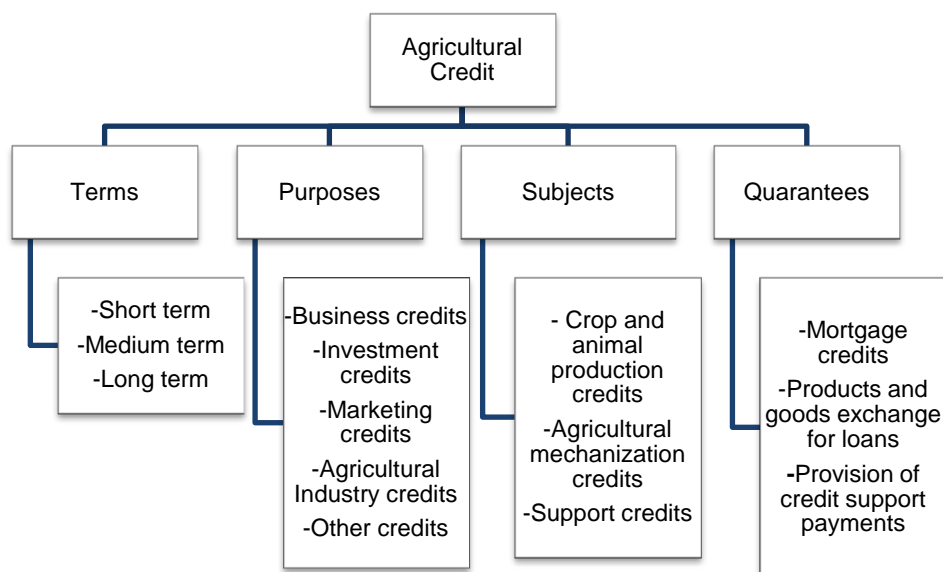 Agricultural
Credit
Terms
Purposes
Subjects
Quarantees
-Short term
-Medium term
-Long term
-Business credits
-Investment
credits
-Marketing
credits
-Agricultural
Industry credits
-Other credits
- Crop and
animal
production
credits
-Agricultural
mechanization
credits
-Support credits
-Mortgage
credits
-Products and
goods exchange
for loans
-Provision of
credit support
payments